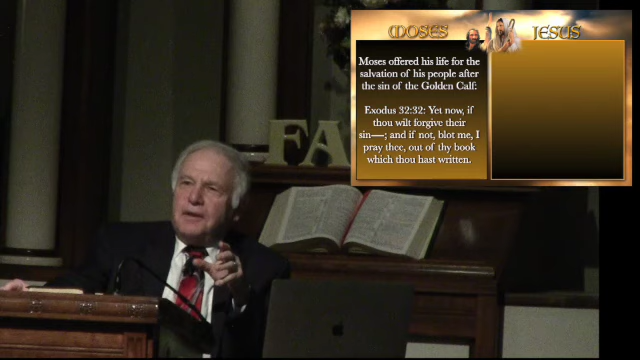 MOSES
JESUS
Moses offered his life for the
salvation of his people after
the sin of the Golden Calf:
Exodus 32:32: Yet now, if
thou wilt forgive their
sin—; and if not, blot me, I
pray thee, out of thy book
which thou hast written.
FA